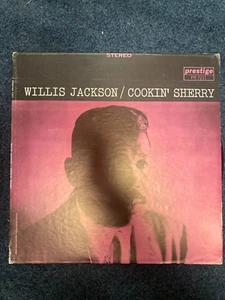 STEREO
prestige
WILLIS JACKSON / COOKIN' SHERRY